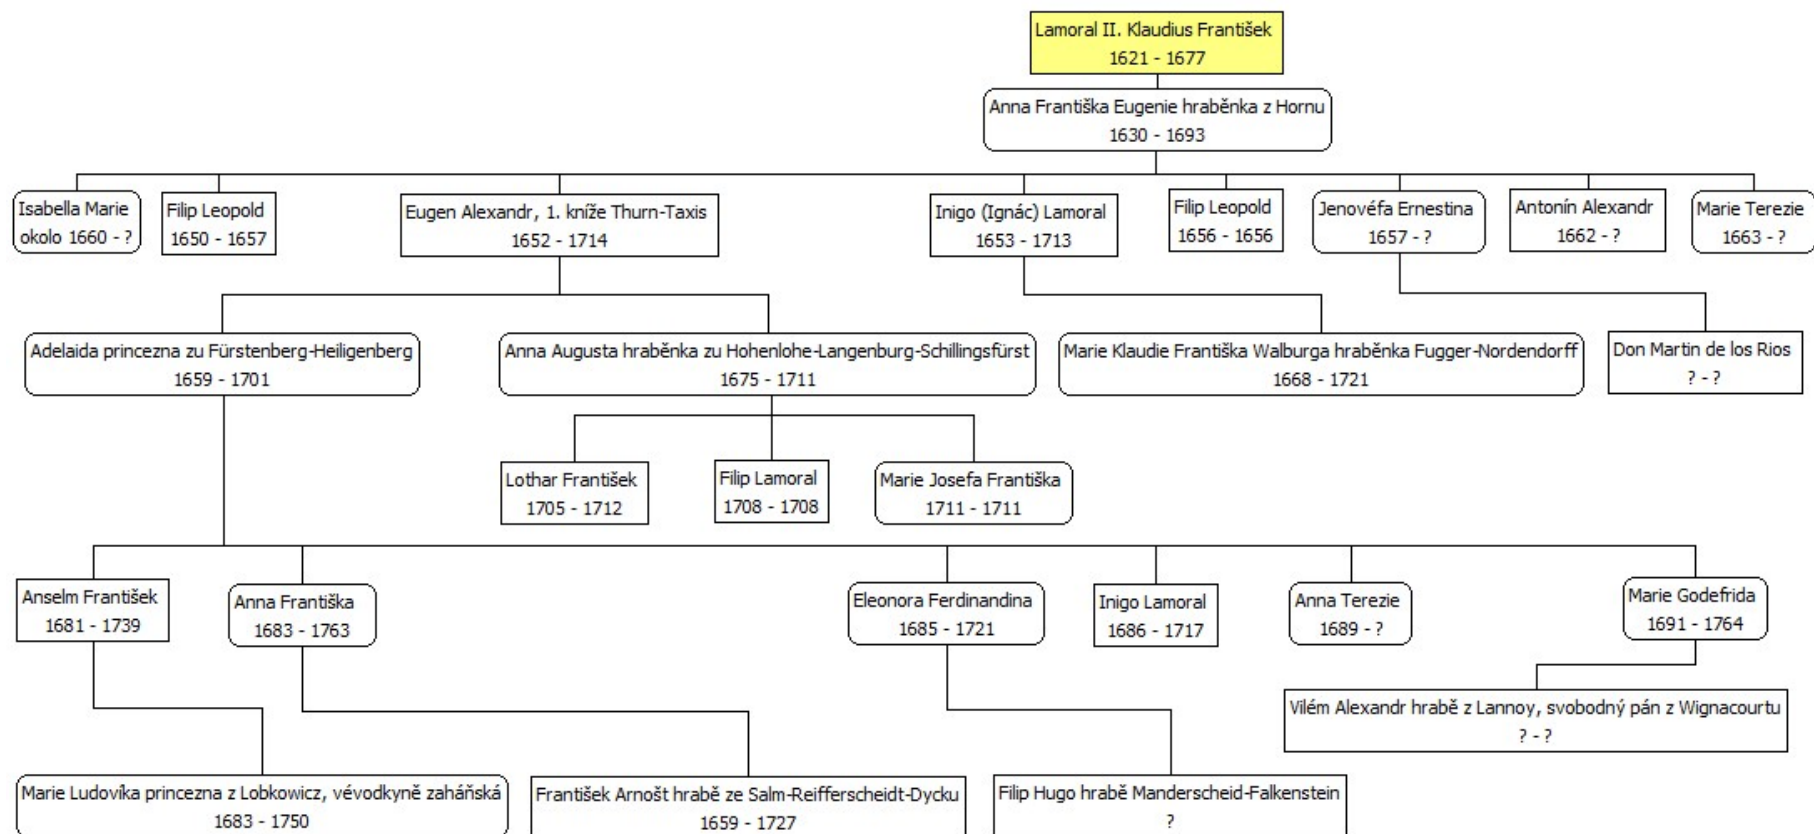 Lamoral II. Klaudius František
1621 - 1677
Anna Františka Eugenie hraběnka z Hornu
1630 - 1693
Isabella Marie
okolo 1660 - ?
Filip Leopold
1650 - 1657
Eugen Alexandr, 1. kníže Thurn-Taxis
1652 - 1714
Inigo (Ignác) Lamoral
1653 - 1713
Filip Leopold
1656 - 1656
Jenovéfa Ernestina
1657 - ?
Antonín Alexandr
1662 - ?
Marie Terezie
1663 - ?
Adelaida princezna zu Fürstenberg-Heiligenberg
1659 - 1701
Anna Augusta hraběnka zu Hohenlohe-Langenburg-Schillingsfürst
1675 - 1711
Marie Klaudie Františka Walburga hraběnka Fugger-Nordendorff
1668 - 1721
Don Martin de los Rios
? - ?
Lothar František
1705 - 1712
Filip Lamoral
1708 - 1708
Marie Josefa Františka
1711 - 1711
Anselm František
1681 - 1739
Anna Františka
1683 - 1763
Eleonora Ferdinandina
1685 - 1721
Inigo Lamoral
1686 - 1717
Anna Terezie
1689 - ?
Marie Godefrida
1691 - 1764
Vilém Alexandr hrabě z Lannoy, svobodný pán z Wignacourtu
? - ?
Marie Ludovíka princezna z Lobkowicz, vévodkyně zaháňská
1683 - 1750
František Arnošt hrabě ze Salm-Reifferscheidt-Dycku
1659 - 1727
Filip Hugo hrabě Manderscheid-Falkenstein
?